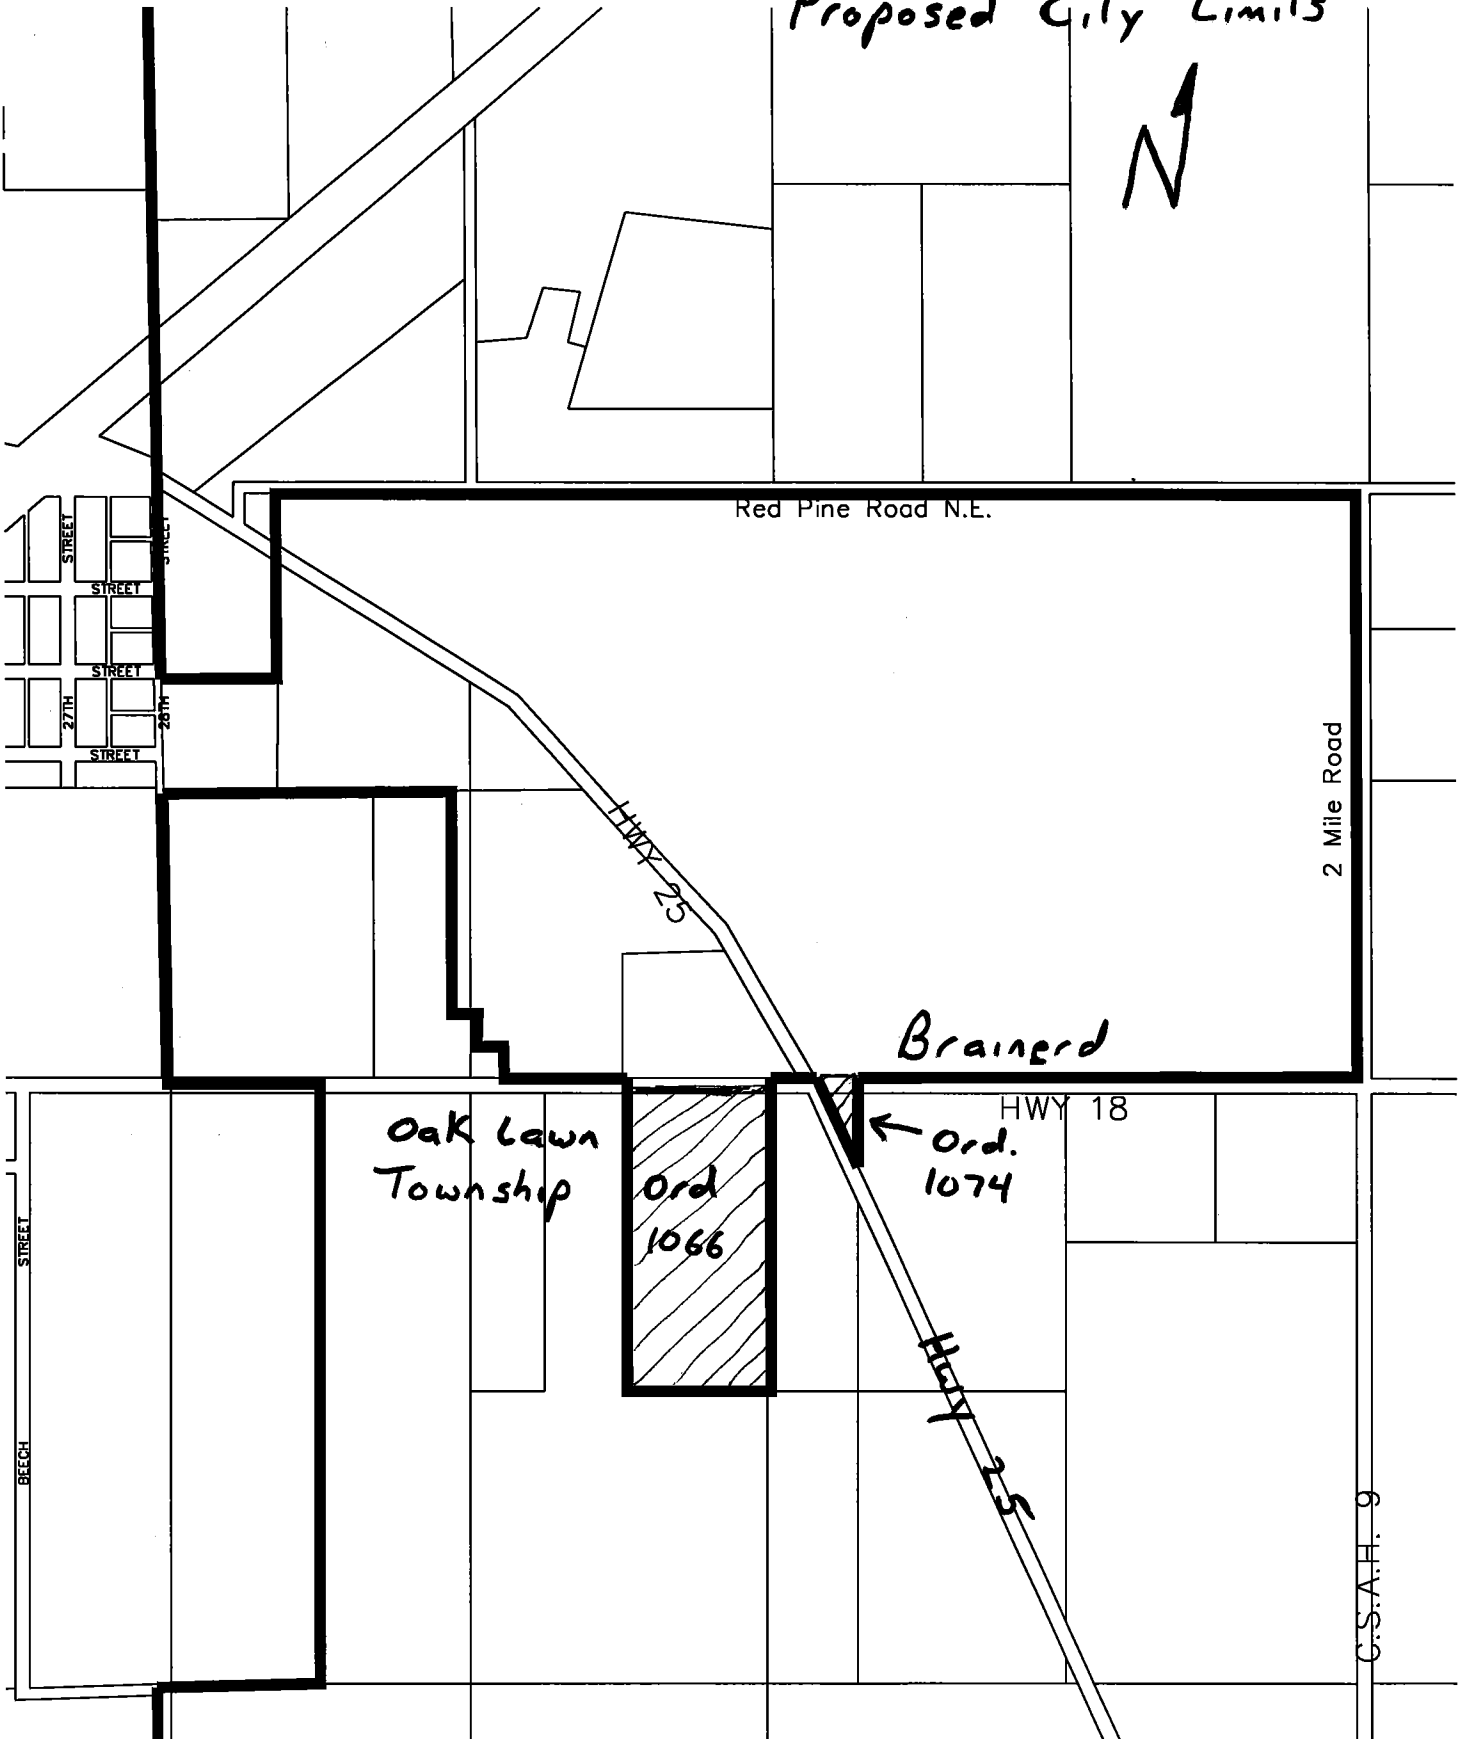 Proposed City Limits
N
Red Pine Road N.E.
STREET
STREET
STREET
STREET
27TH
28TH
STREET
HWY 25
2 Mile Road
Brainerd
HWY 18
Oak Lawn
Township
Ord
1066
Ord.
1074
STREET
BEECH
Hwy 25
C.S.A.H. 9